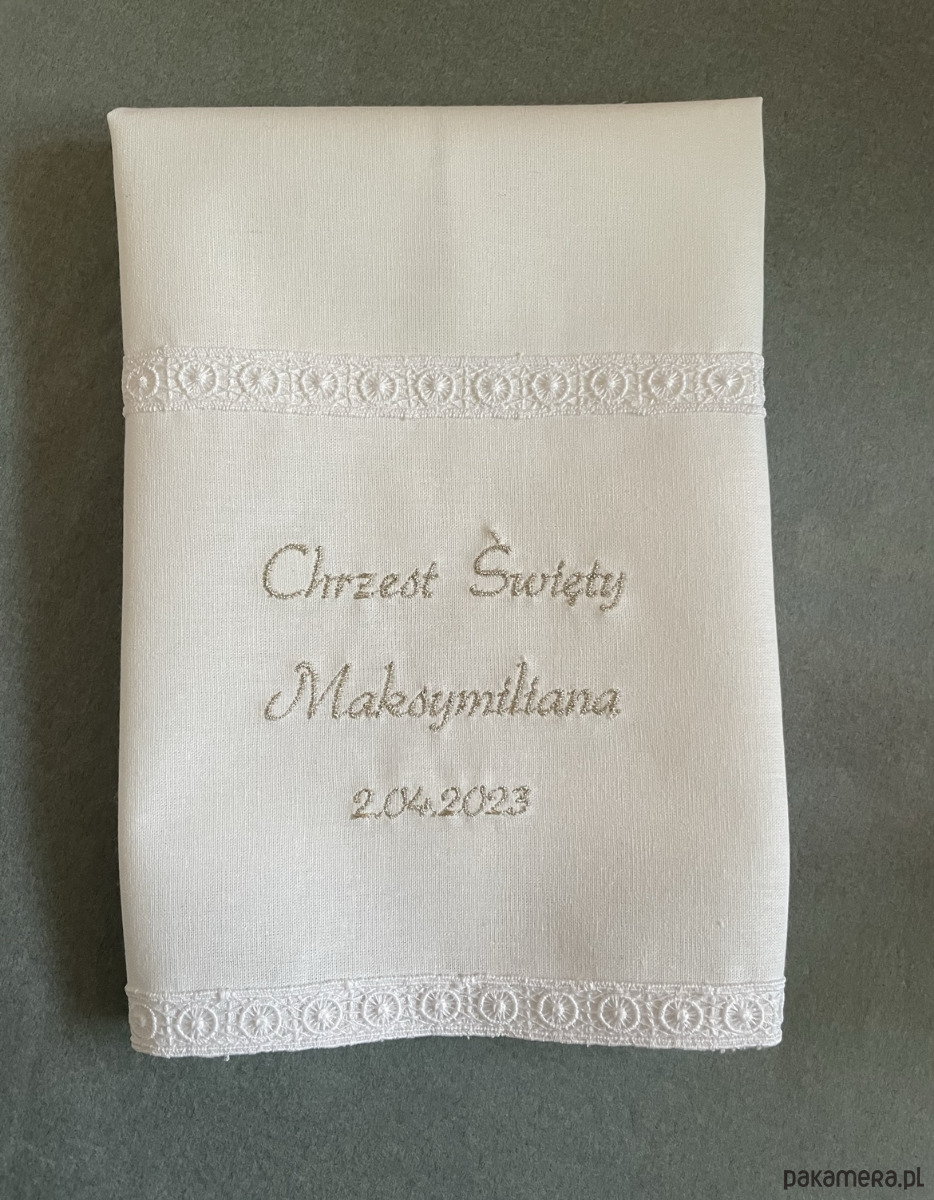 Chrzest Święty
Maksymiliana
2.04.2023
pakamera.pl